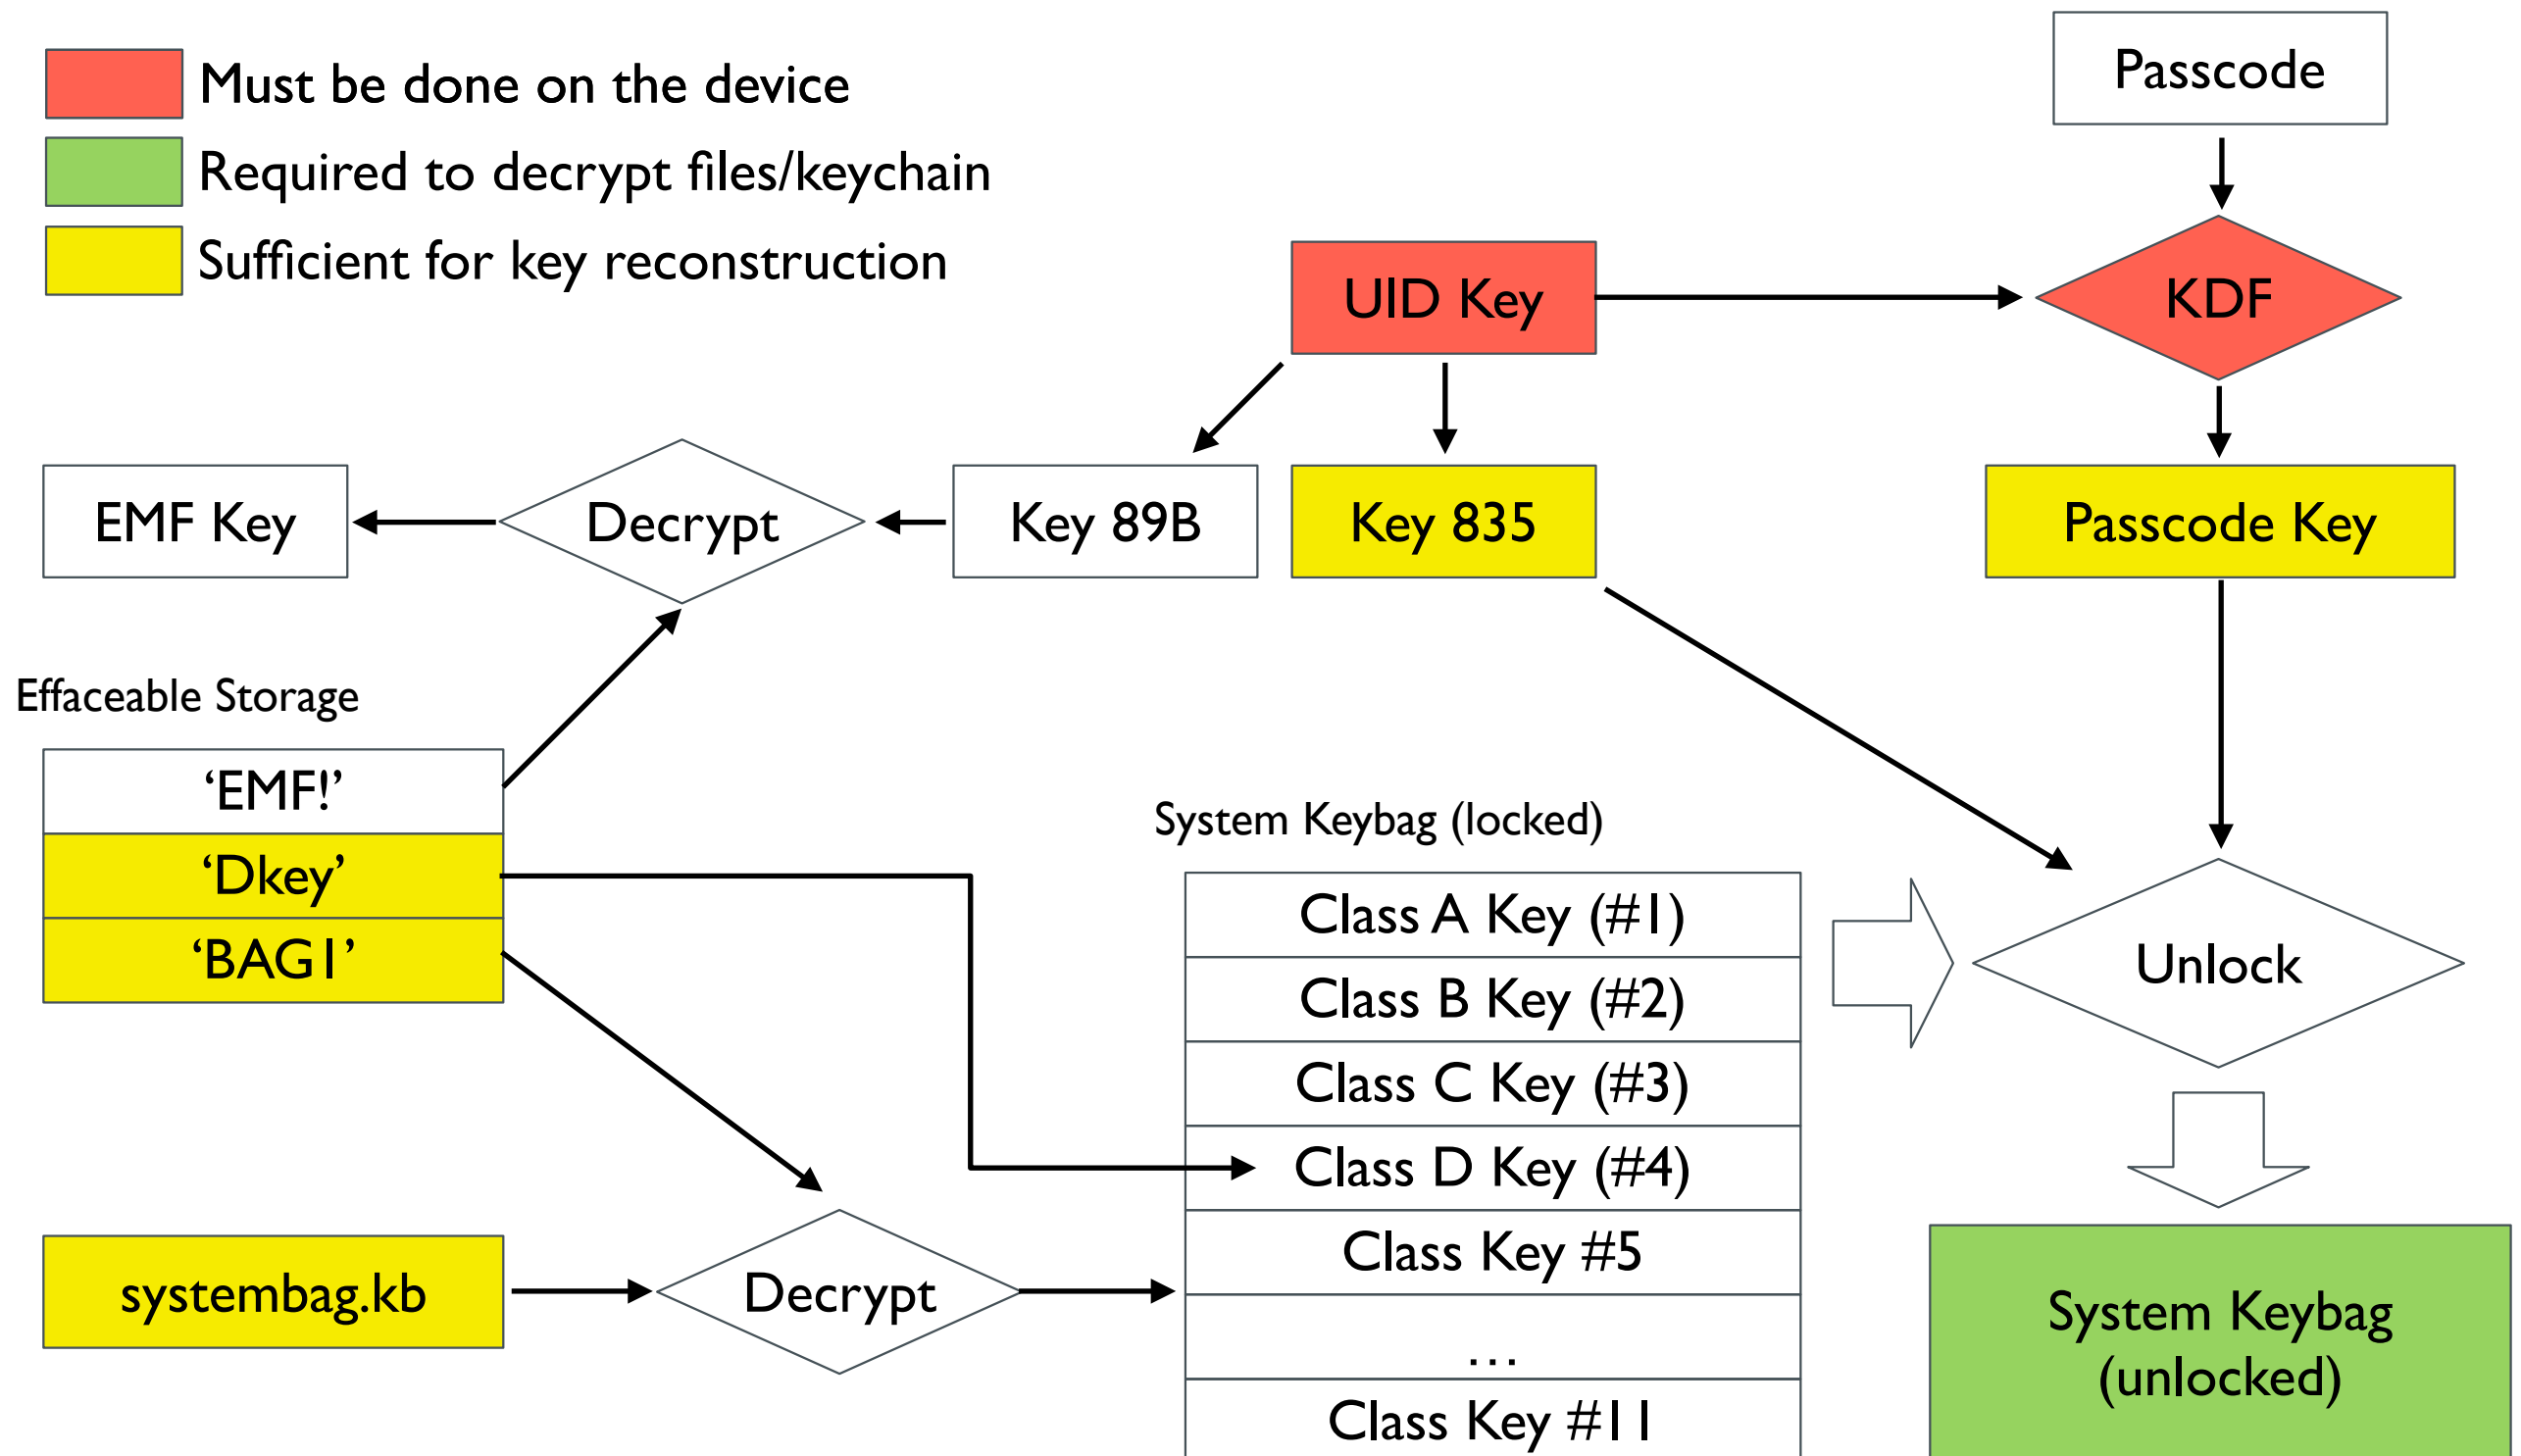 Must be done on the device
Required to decrypt files/keychain
Sufficient for key reconstruction
Passcode
UID Key
KDF
EMF Key
Decrypt
Key 89B
Key 835
Passcode Key
Effaceable Storage
‘EMF!’
‘Dkey’
‘BAG1’
System Keybag (locked)
Class A Key (#1)
Class B Key (#2)
Class C Key (#3)
Class D Key (#4)
Class Key #5
…
Class Key #11
Unlock
systembag.kb
Decrypt
System Keybag
(unlocked)